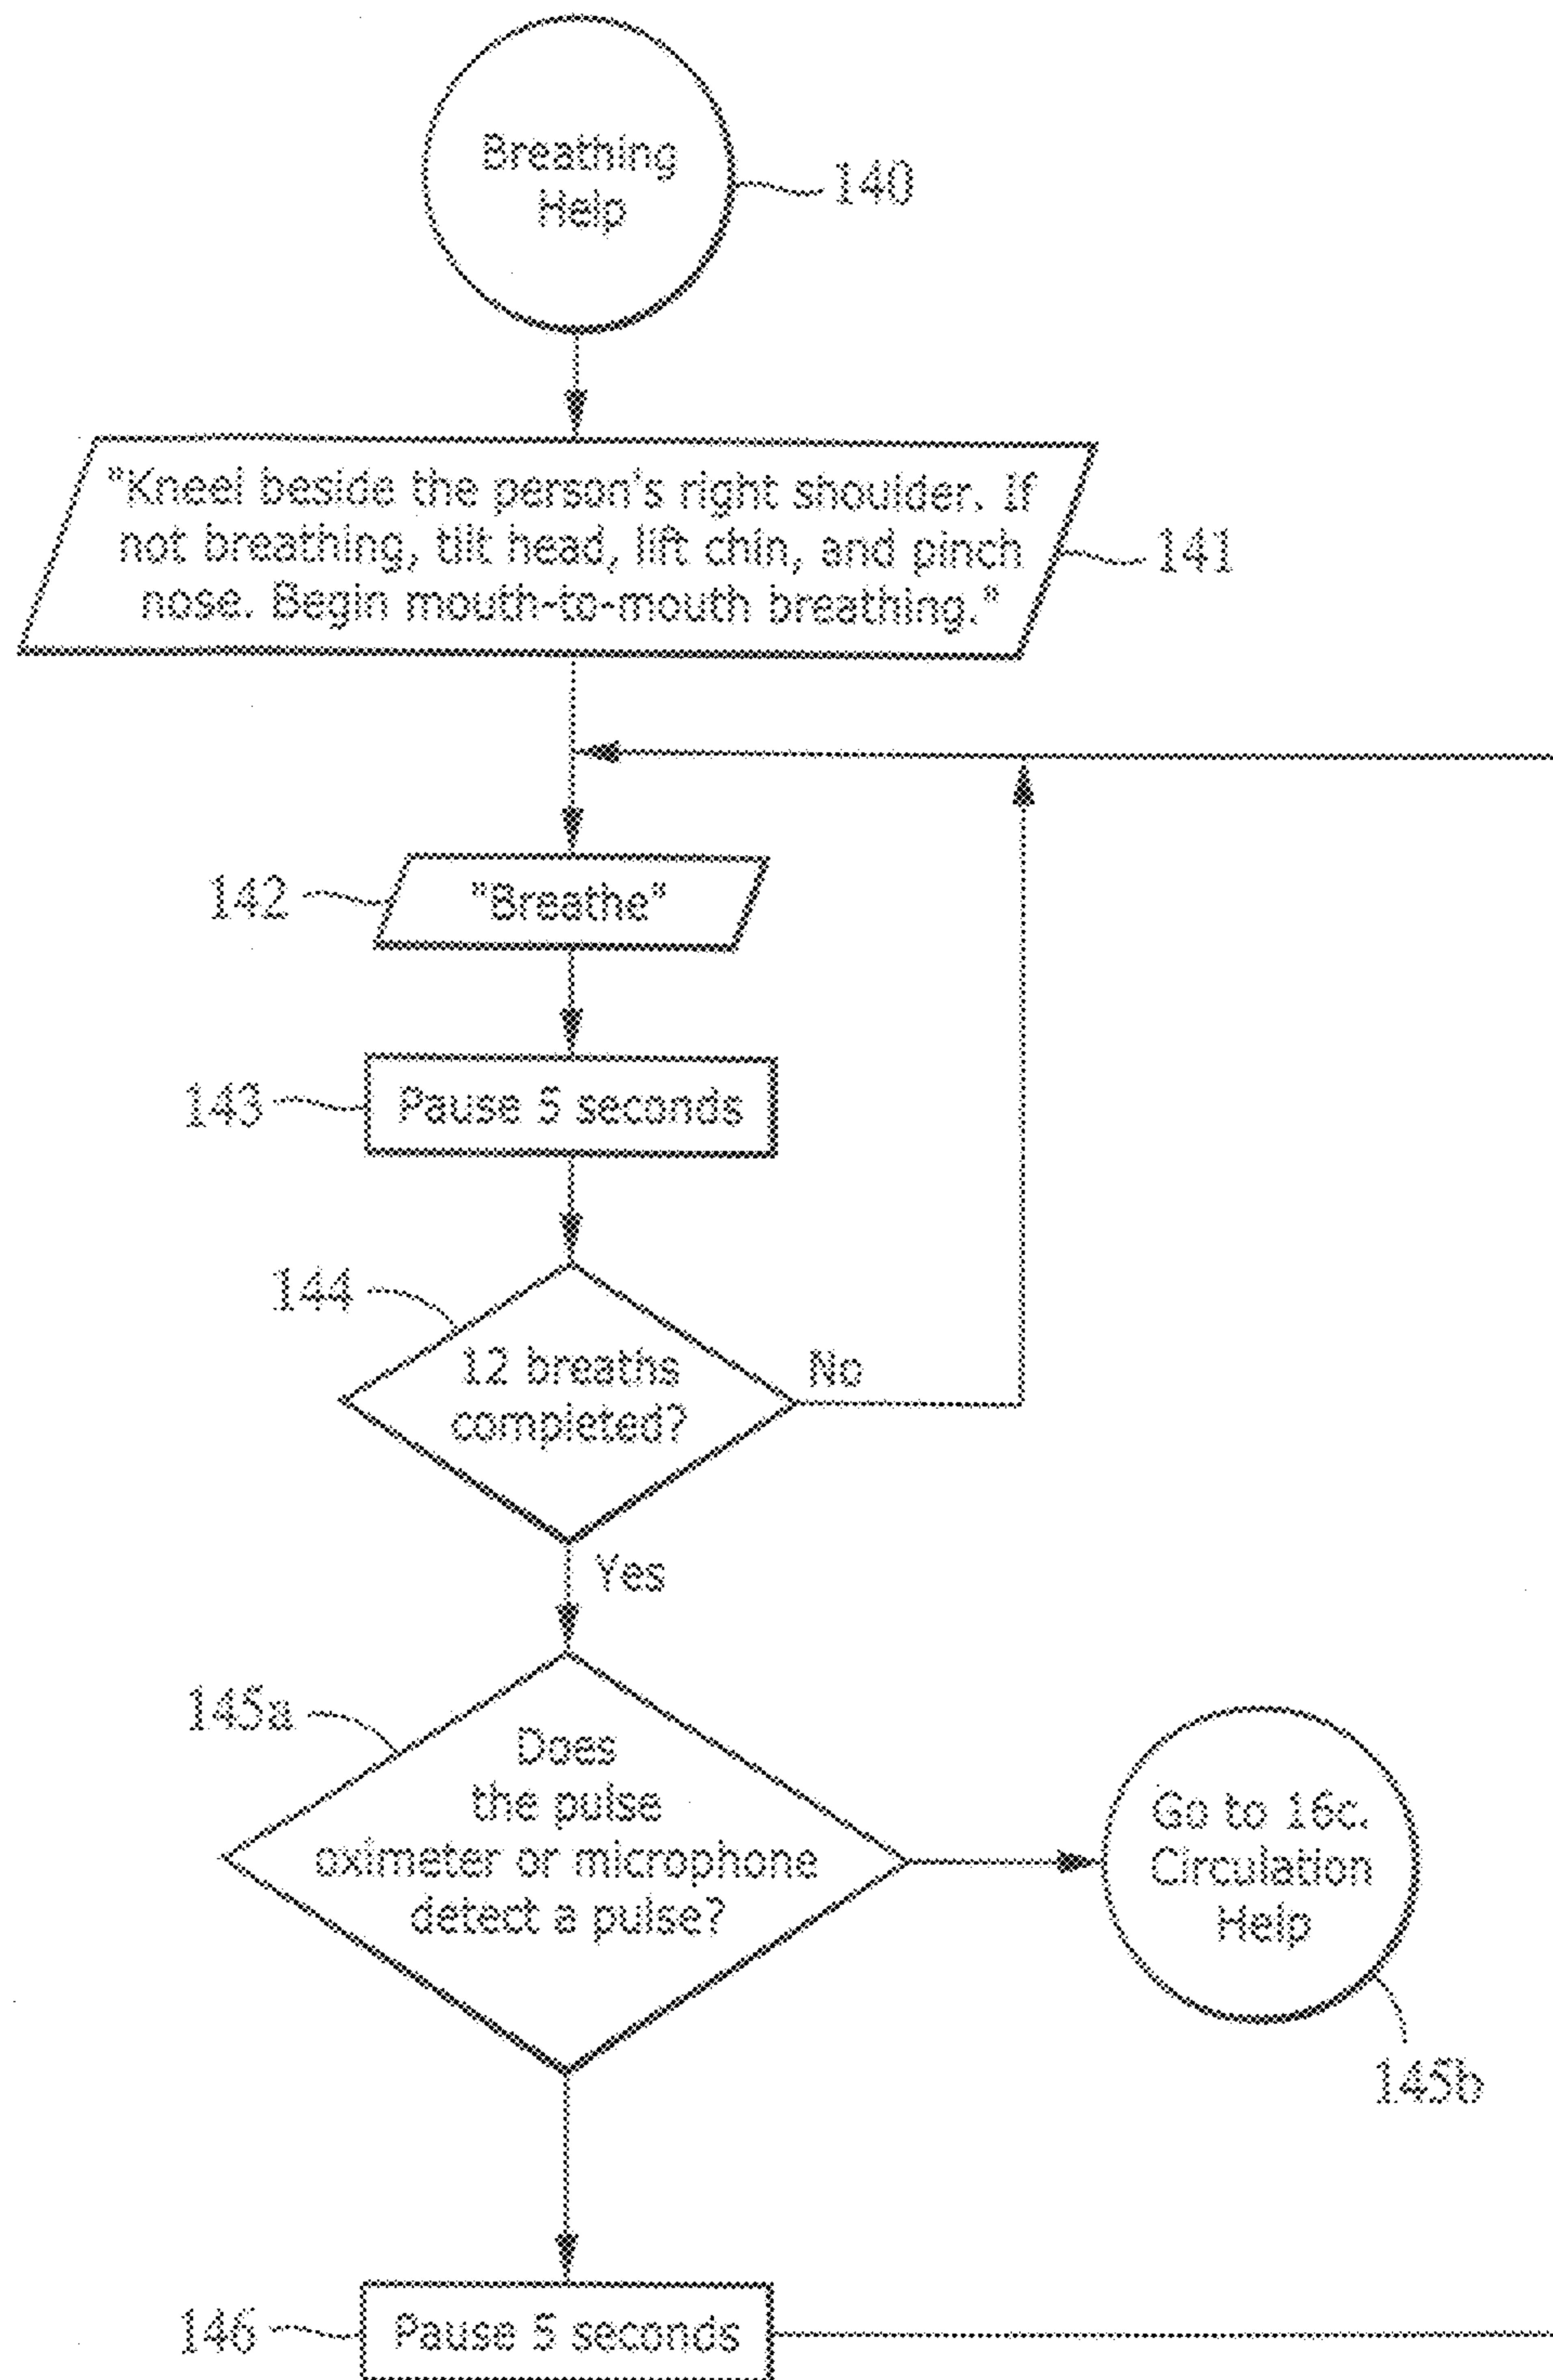 Breathing
Help
140
"Kneel beside the person's right shoulder. If
not breathing, tilt head, lift chin, and pinch
nose. Begin mouth-to-mouth breathing."
141
142
"Breathe"
143
Pause 5 seconds
144
12 breaths
completed?
No
Yes
145a
Does
the pulse
oximeter or microphone
detect a pulse?
Go to 16c.
Circulation
Help
145b
146
Pause 5 seconds